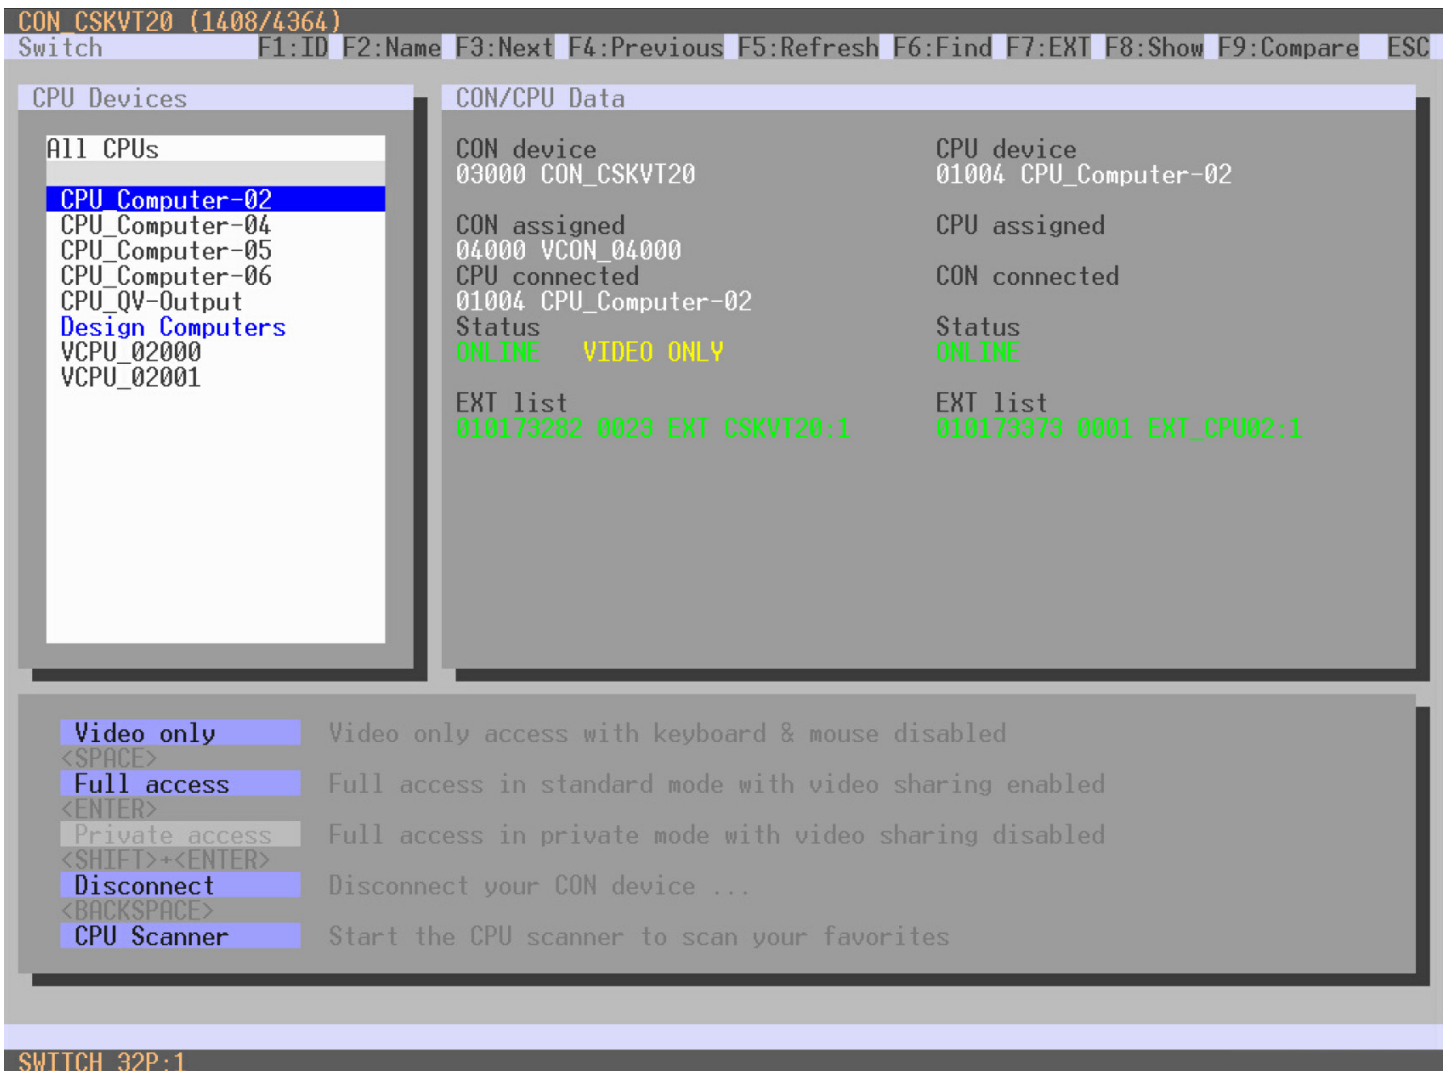 CON_CSKVT20 (1408/4364)
Switch F1:ID F2:Name F3:Next F4:Previous F5:Refresh F6:Find F7:EXT F8:Show F9:Compare ESC
CPU Devices
All CPUs
CPU_Computer-02
CPU_Computer-04
CPU_Computer-05
CPU_Computer-06
CPU_QV-Output
Design Computers
VCPU_02000
VCPU_02001
CON/CPU Data
CON device CPU device
03000 CON_CSKVT20 01004 CPU_Computer-02
CON assigned CPU assigned
04000 VCON_04000
CPU connected CON connected
01004 CPU_Computer-02
Status Status
ONLINE VIDEO ONLY ONLINE
EXT list EXT list
010173282 0023 EXT CSKVT20:1 010173373 0001 EXT_CPU02:1
Video only Video only access with keyboard & mouse disabled
<SPACE>
Full access Full access in standard mode with video sharing enabled
<ENTER>
Private access Full access in private mode with video sharing disabled
<SHIFT>+<ENTER>
Disconnect Disconnect your CON device ...
<BACKSPACE>
CPU Scanner Start the CPU scanner to scan your favorites
SWITCH 32P:1